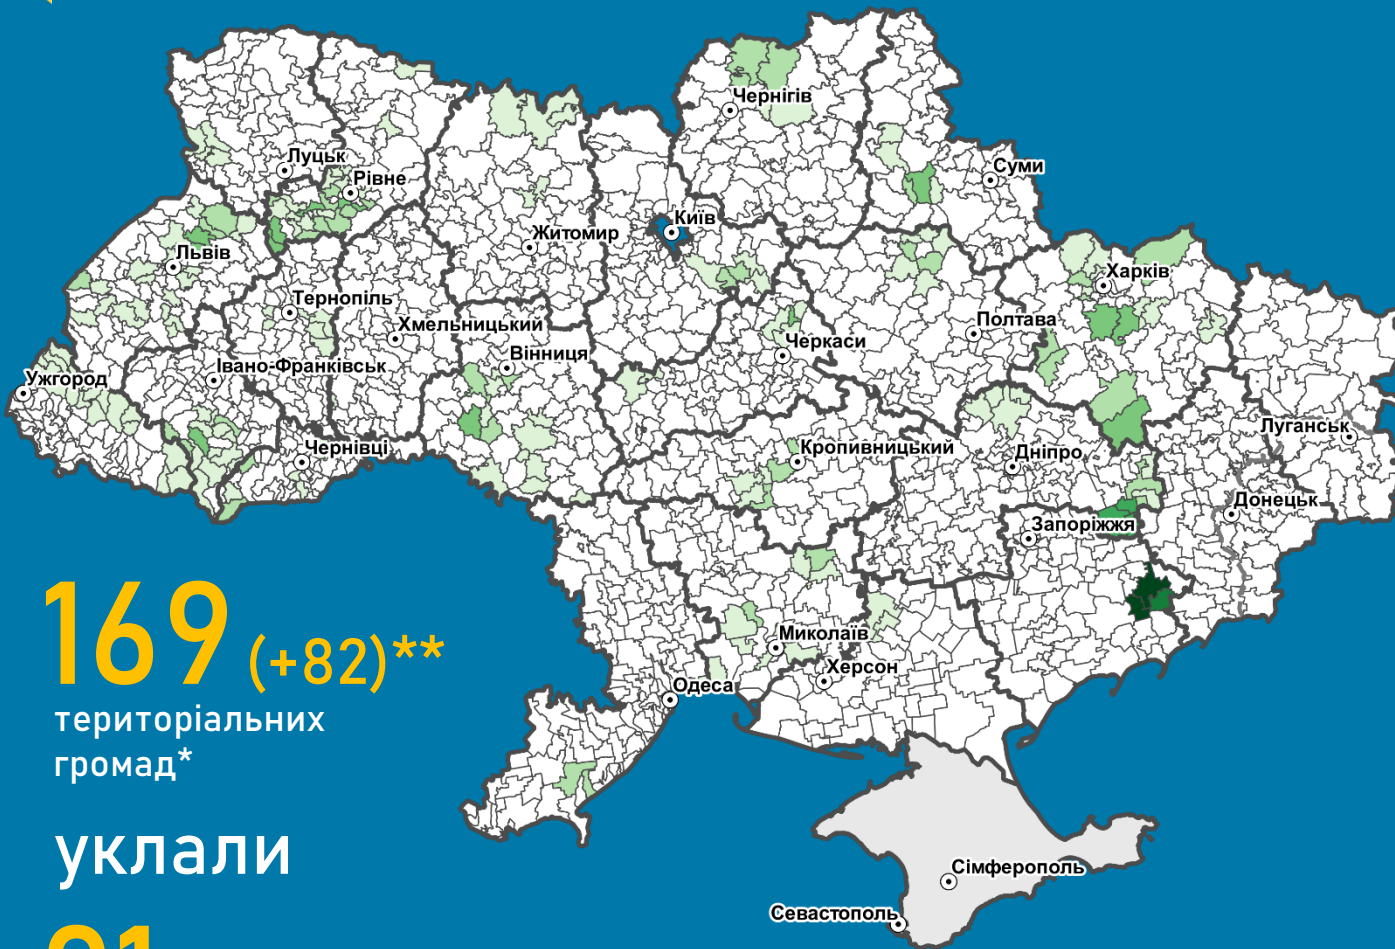 Чернігів
Луцьк
Рівне
Суми
Київ
Житомир
Львів
Харків
Тернопіль
Хмельницький
Полтава
Черкаси
Вінниця
Івано-Франківськ
Ужгород
Луганськ
Чернівці
Кропивницький
Дніпро
Донецьк
Запоріжжя
Миколаїв
Херсон
Одеса
169 (+82)**
територіальних
громад*
уклали
Сімферополь
Севастополь